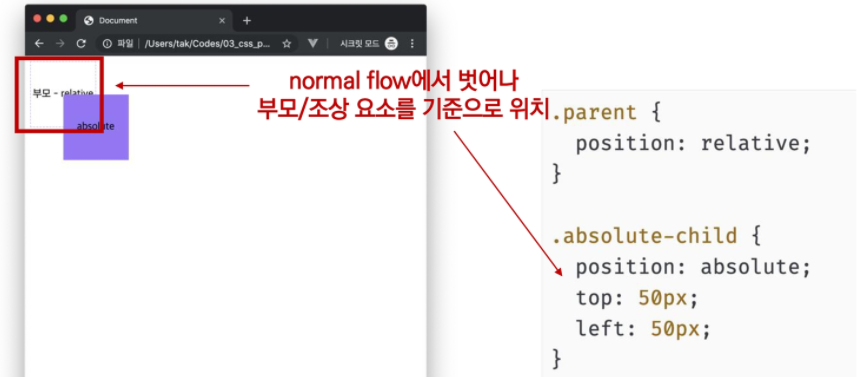 Document
파일 /Users/tak/Codes/03_css_p... 시크릿 모드
부모 - relative
absolute
normal flow에서 벗어나
부모/조상 요소를 기준으로 위치
.parent {
position: relative;
}
.absolute-child {
position: absolute;
top: 50px;
left: 50px;
}